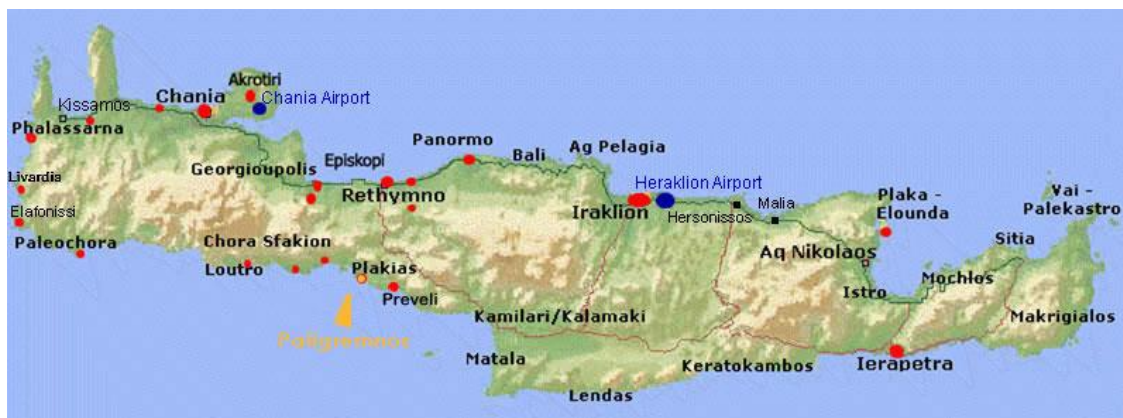 Akrotiri
Chania
Chania Airport
Kissamos
Phalassarna
Panormo
Bali
Ag Pelagia
Episkopi
Georgioupolis
Livardia
Rethymno
Heraklion Airport
Iraklion
Hersonissos
Malia
Plaka -
Elounda
Vai -
Palekastro
Elafonissi
Paleochora
Chora Sfakion
Loutro
Plakias
Preveli
Aq Nikolaos
Sitia
Mochlos
Istro
Paligremnos
Kamilari/Kalamaki
Makrigialos
Matala
Keratokambos
Ierapetra
Lendas